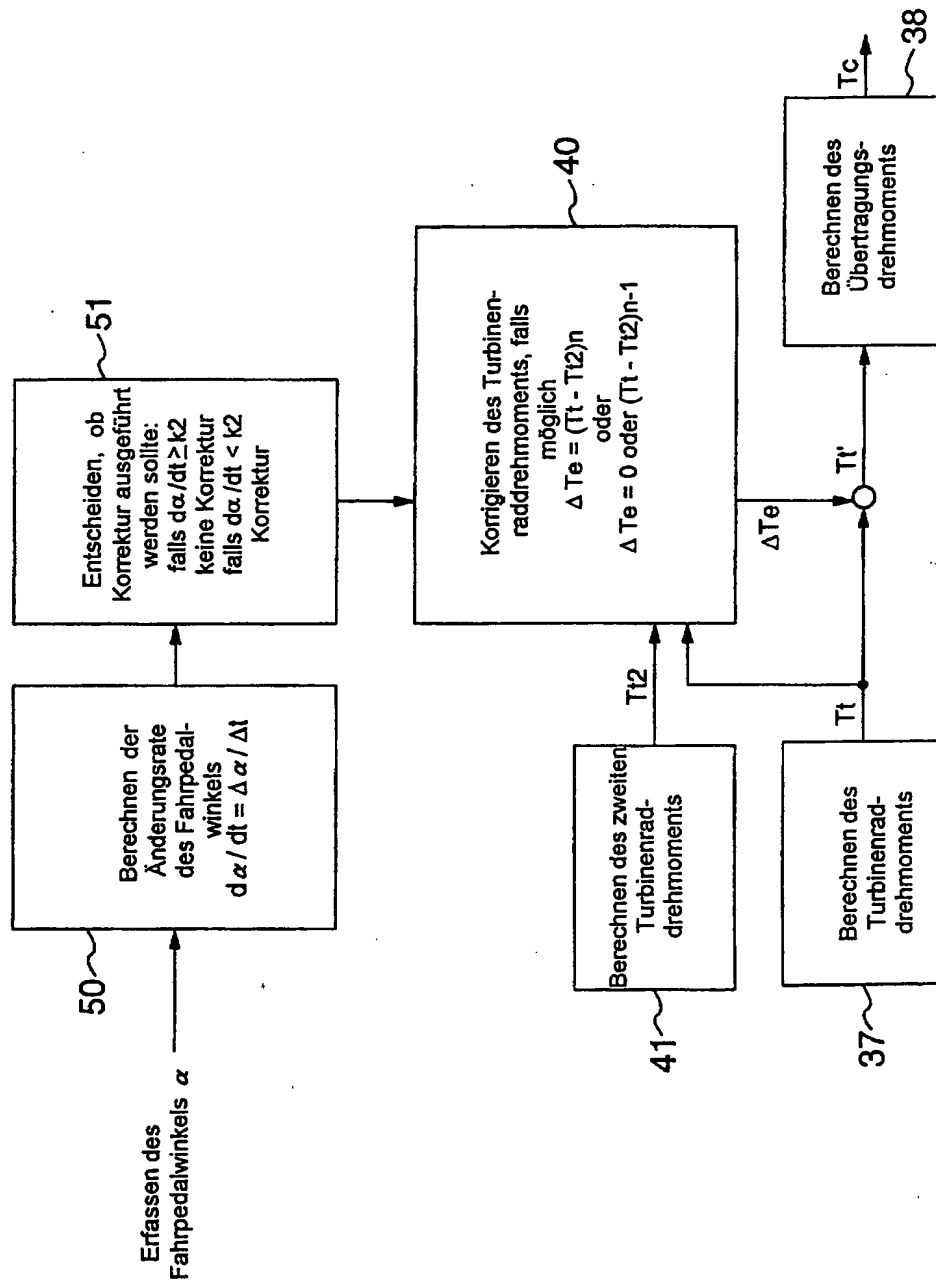 Erfassen des
Fahrpedalwinkels α
50
Berechnen der
Änderungsrate
des Fahrpedal-
winkels
dα/dt = Δα/Δt
51
Entscheiden, ob
Korrektur ausgeführt
werden sollte:
falls dα/dt ≥ k2
keine Korrektur
falls dα/dt < k2
Korrektur
40
Korrigieren des Turbinen-
raddrehmoments, falls
möglich
Δ Te = (Tt - Tt2)n
oder
Δ Te = 0 oder (Tt - Tt2)n-1
41
Berechnen des zweiten
Turbinenrad-
drehmoments
Tt2
37
Berechnen des
Turbinenrad-
drehmoments
Tt
Δ Te
Tt'
38
Berechnen des
Übertragungs-
drehmoments
Tc